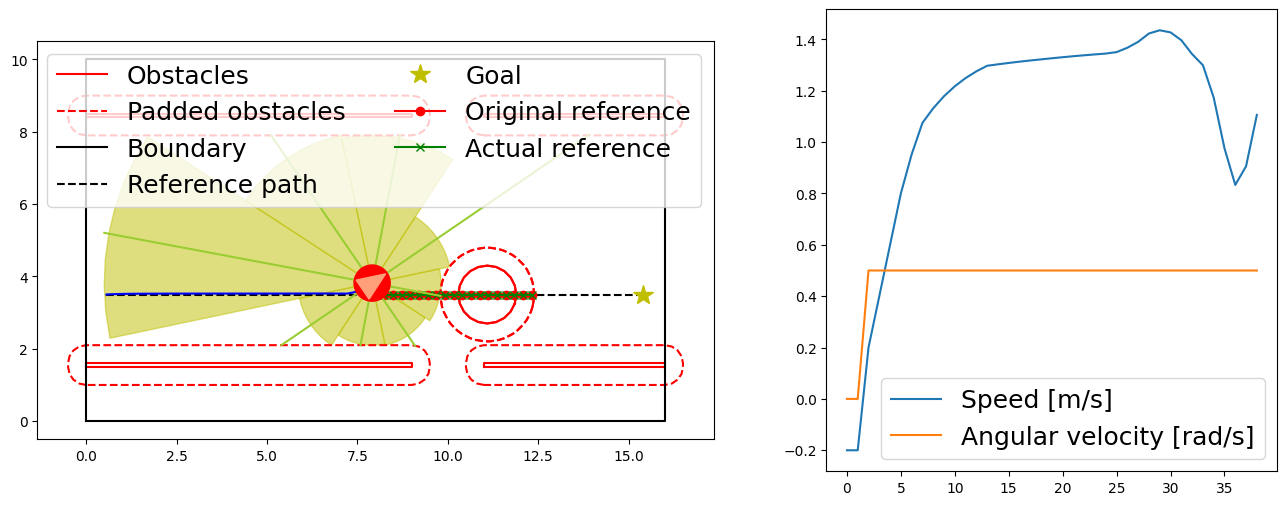 10
8
6
4
2
0
0.0 2.5 5.0 7.5 10.0 12.5 15.0
Obstacles
Padded obstacles
Boundary
Reference path
Goal
Original reference
Actual reference
1.4
1.2
1.0
0.8
0.6
0.4
0.2
0.0
−0.2
0 5 10 15 20 25 30 35
Speed [m/s]
Angular velocity [rad/s]